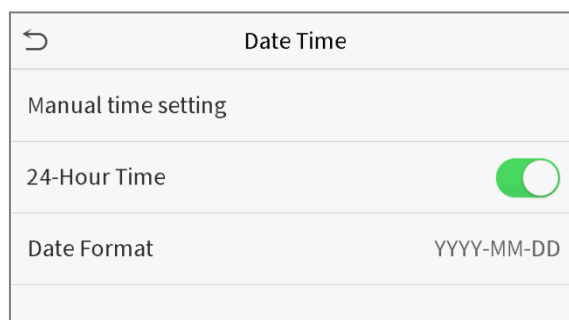 Date Time
Manual time setting
24-Hour Time
Date Format YYYY-MM-DD